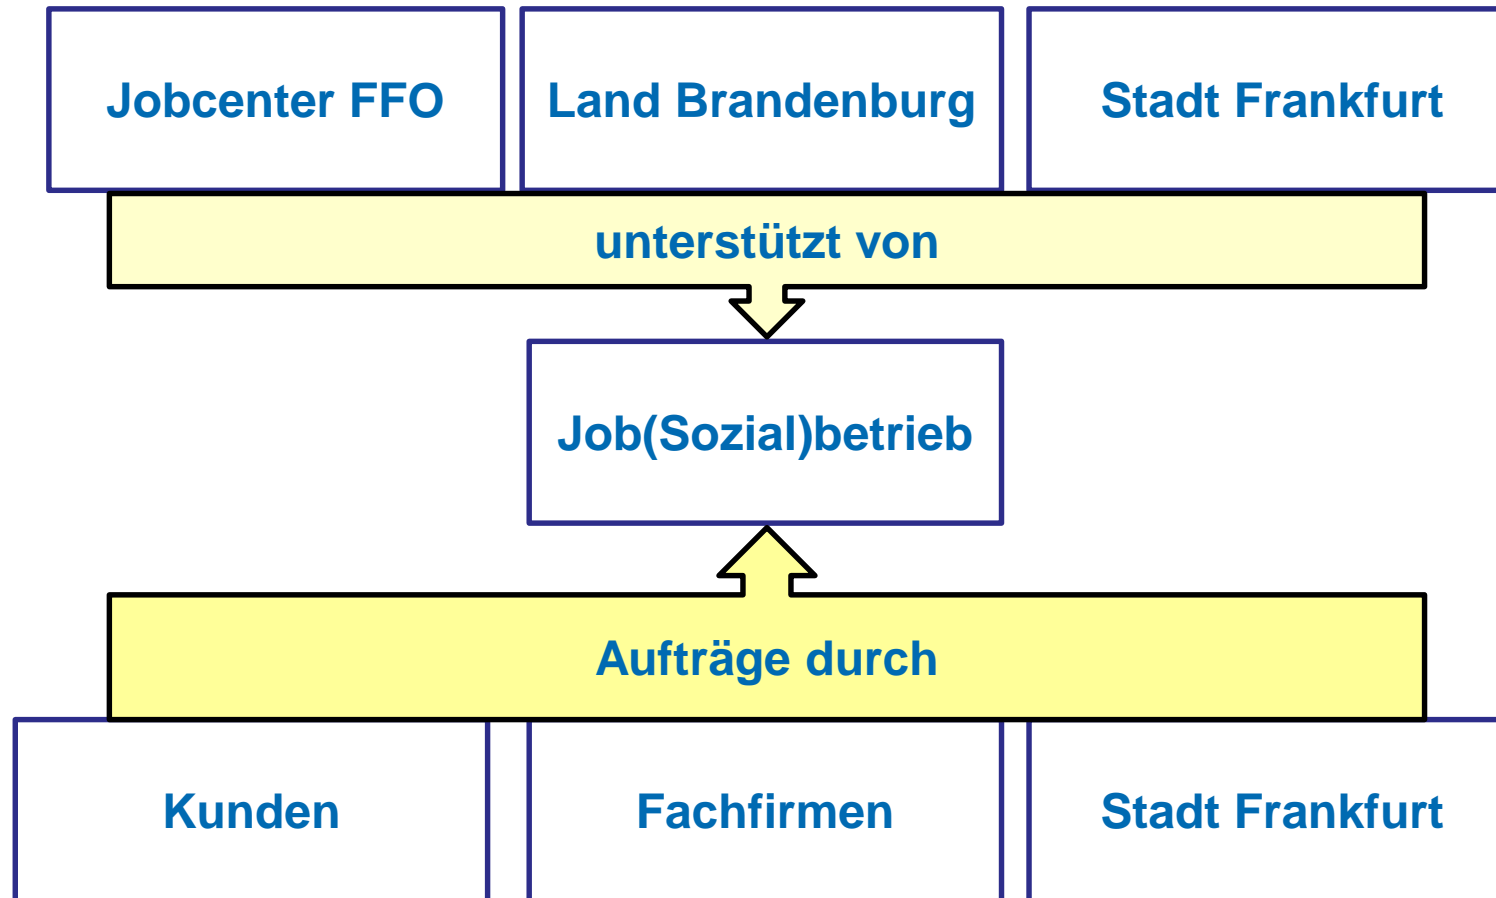 Jobcenter FFO
Land Brandenburg
Stadt Frankfurt
unterstützt von
Job(Sozial)betrieb
Aufträge durch
Kunden
Fachfirmen
Stadt Frankfurt